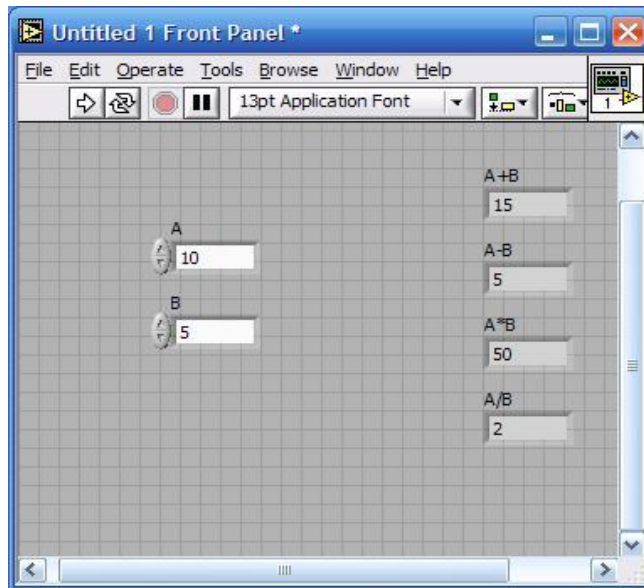 Untitled 1 Front Panel *
File Edit Operate Tools Browse Window Help
13pt Application Font
1
A
10
B
5
A+B
15
A-B
5
A*B
50
A/B
2